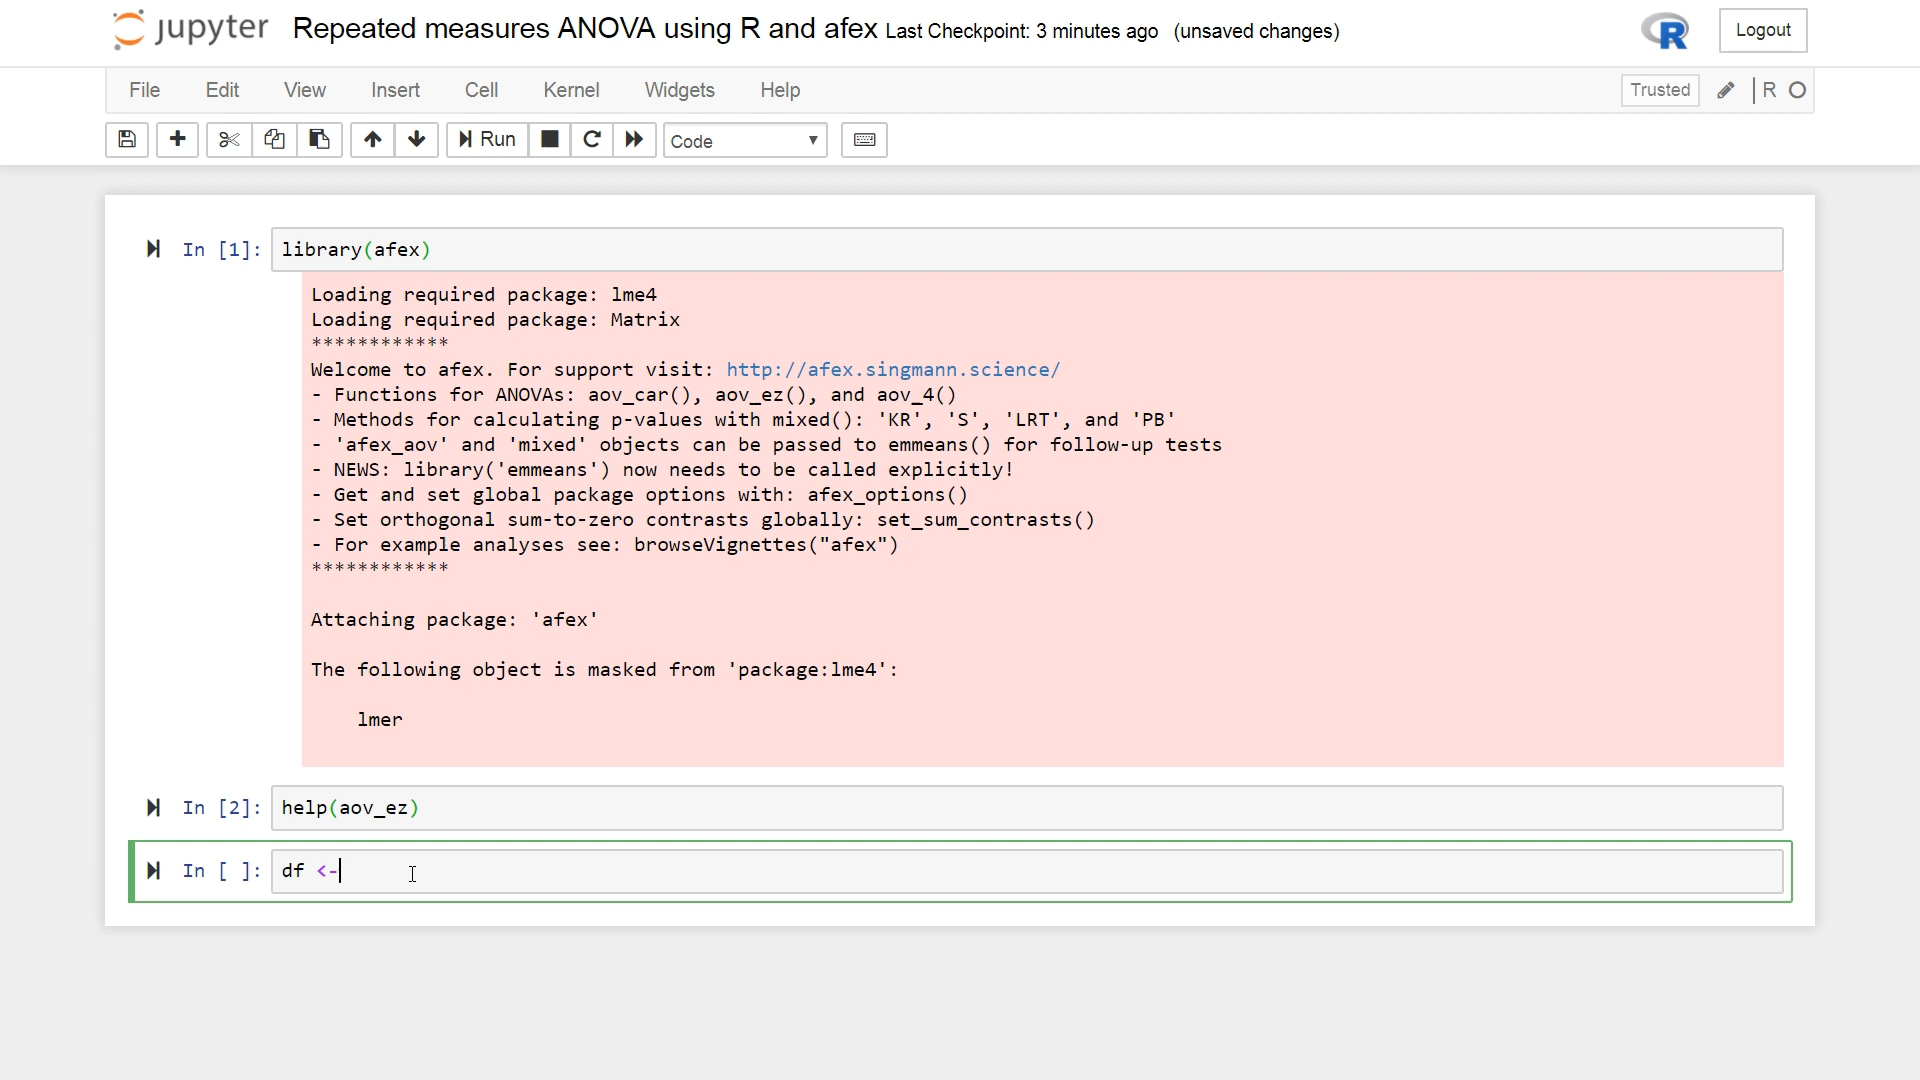 jupyter Repeated measures ANOVA using R and afex Last Checkpoint: 3 minutes ago (unsaved changes) R Logout
File Edit View Insert Cell Kernel Widgets Help Trusted R
Run Code
In [1]: library(afex)
Loading required package: lme4
Loading required package: Matrix
************
Welcome to afex. For support visit: http://afex.singmann.science/
- Functions for ANOVAs: aov_car(), aov_ez(), and aov_4()
- Methods for calculating p-values with mixed(): 'KR', 'S', 'LRT', and 'PB'
- 'afex_aov' and 'mixed' objects can be passed to emmeans() for follow-up tests
- NEWS: library('emmeans') now needs to be called explicitly!
- Get and set global package options with: afex_options()
- Set orthogonal sum-to-zero contrasts globally: set_sum_contrasts()
- For example analyses see: browseVignettes("afex")
************
Attaching package: 'afex'
The following object is masked from 'package:lme4':
lmer
In [2]: help(aov_ez)
In [ ]: df <-